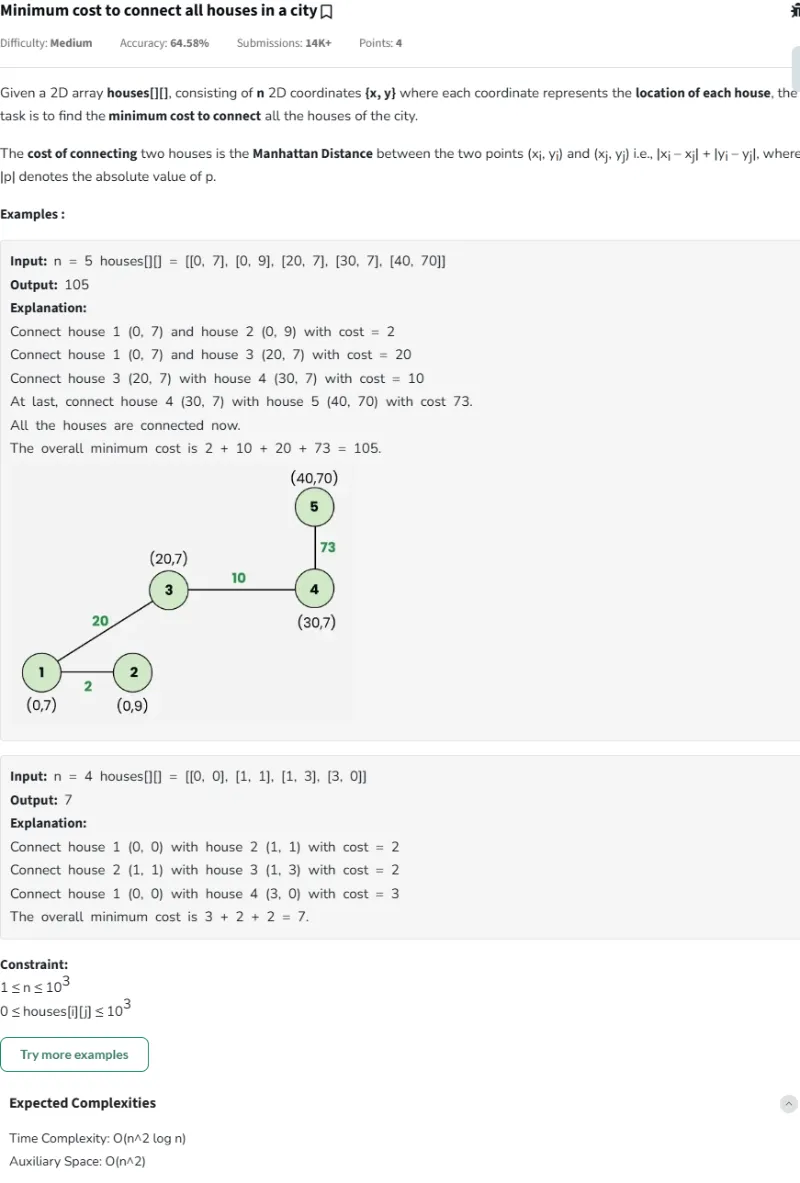 Minimum cost to connect all houses in a city
Difficulty: Medium Accuracy: 64.58% Submissions: 14K+ Points: 4
Given a 2D array houses[][], consisting of n 2D coordinates {x, y} where each coordinate represents the location of each house, the
task is to find the minimum cost to connect all the houses of the city.
The cost of connecting two houses is the Manhattan Distance between the two points (xi, yi) and (xj, yj) i.e., |xi – xj| + |yi – yj|, where
|p| denotes the absolute value of p.
Examples :
Input: n = 5 houses[][] = [[0, 7], [0, 9], [20, 7], [30, 7], [40, 70]]
Output: 105
Explanation:
Connect house 1 (0, 7) and house 2 (0, 9) with cost = 2
Connect house 1 (0, 7) and house 3 (20, 7) with cost = 20
Connect house 3 (20, 7) with house 4 (30, 7) with cost = 10
At last, connect house 4 (30, 7) with house 5 (40, 70) with cost 73.
All the houses are connected now.
The overall minimum cost is 2 + 10 + 20 + 73 = 105.
(40,70)
5
73
(20,7)
3
10
4
(30,7)
20
1
2
2
(0,7)
(0,9)
Input: n = 4 houses[][] = [[0, 0], [1, 1], [1, 3], [3, 0]]
Output: 7
Explanation:
Connect house 1 (0, 0) with house 2 (1, 1) with cost = 2
Connect house 2 (1, 1) with house 3 (1, 3) with cost = 2
Connect house 1 (0, 0) with house 4 (3, 0) with cost = 3
The overall minimum cost is 3 + 2 + 2 = 7.
Constraint:
1 ≤ n ≤ 10^3
0 ≤ houses[i][j] ≤ 10^3
Try more examples
Expected Complexities
Time Complexity: O(n^2 log n)
Auxiliary Space: O(n^2)